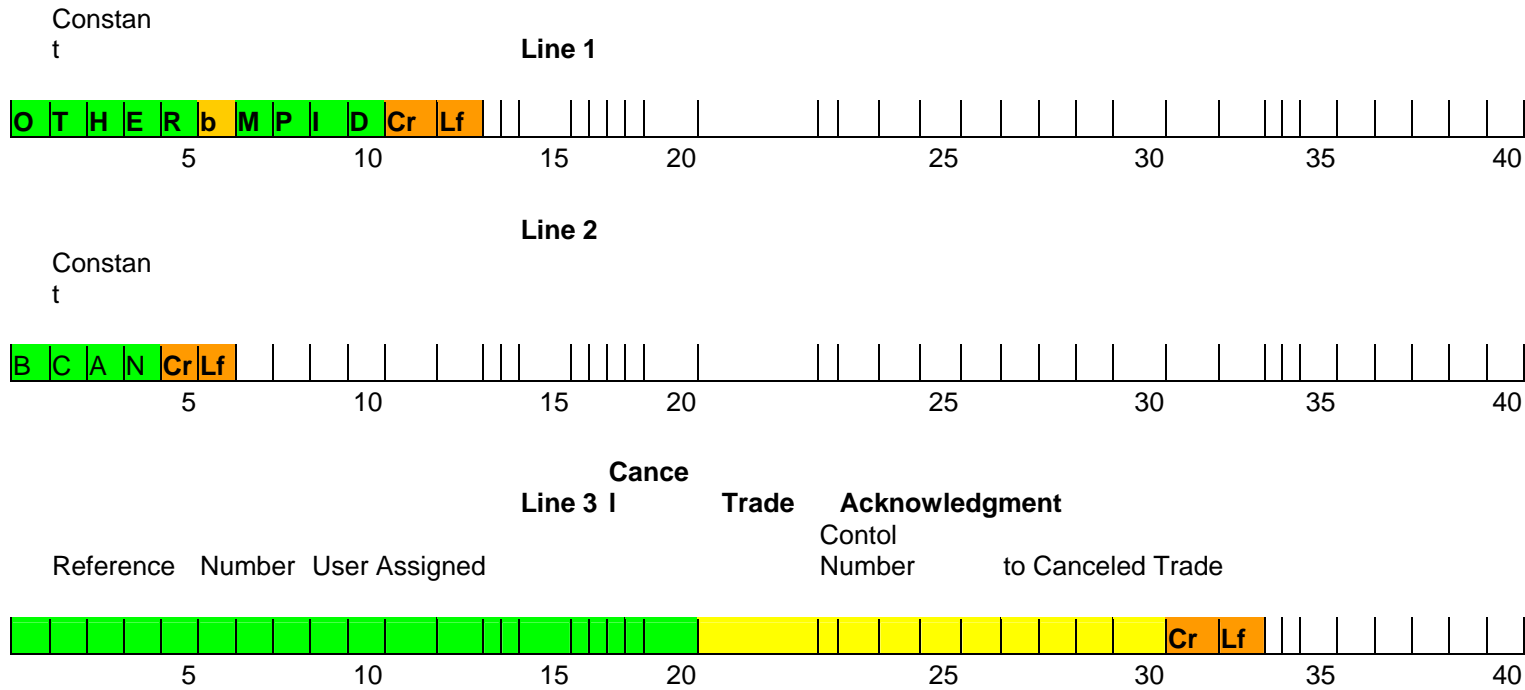 Constan
t
Line 1
O T H E R b M P I D Cr Lf
5 10 15 20 25 30 35 40
Line 2
Constan
t
B C A N Cr Lf
5 10 15 20 25 30 35 40
Cance
Line 3 l Trade Acknowledgment
Contol
Reference Number User Assigned Number to Canceled Trade
Cr Lf
5 10 15 20 25 30 35 40